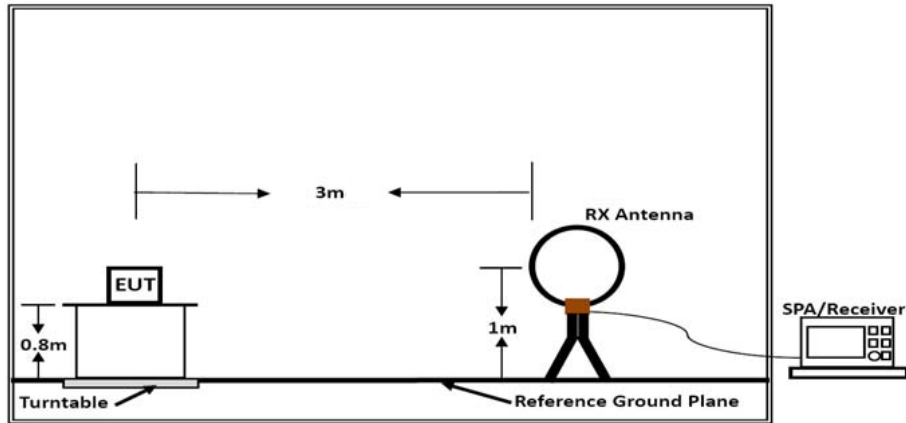 3m
RX Antenna
EUT
SPA/Receiver
1m
0.8m
Turntable
Reference Ground Plane